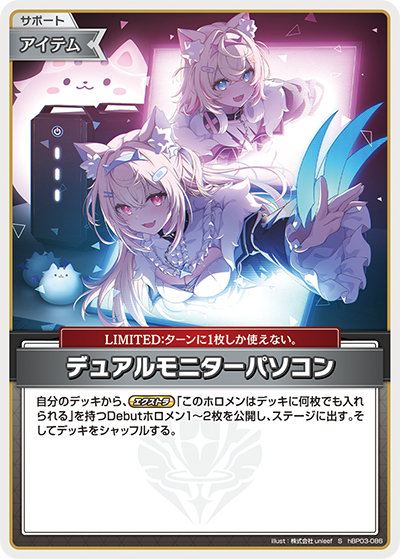 サポート
アイテム
LIMITED:ターンに1枚しか使えない。
デュアルモニターパソコン
自分のデッキから、エクストラ「このホロメンはデッキに何枚でも入れ
られる」を持つDebutホロメン1~2枚を公開し、ステージに出す。そ
してデッキをシャッフルする。
illust:株式会社 unieef S hBP03-086